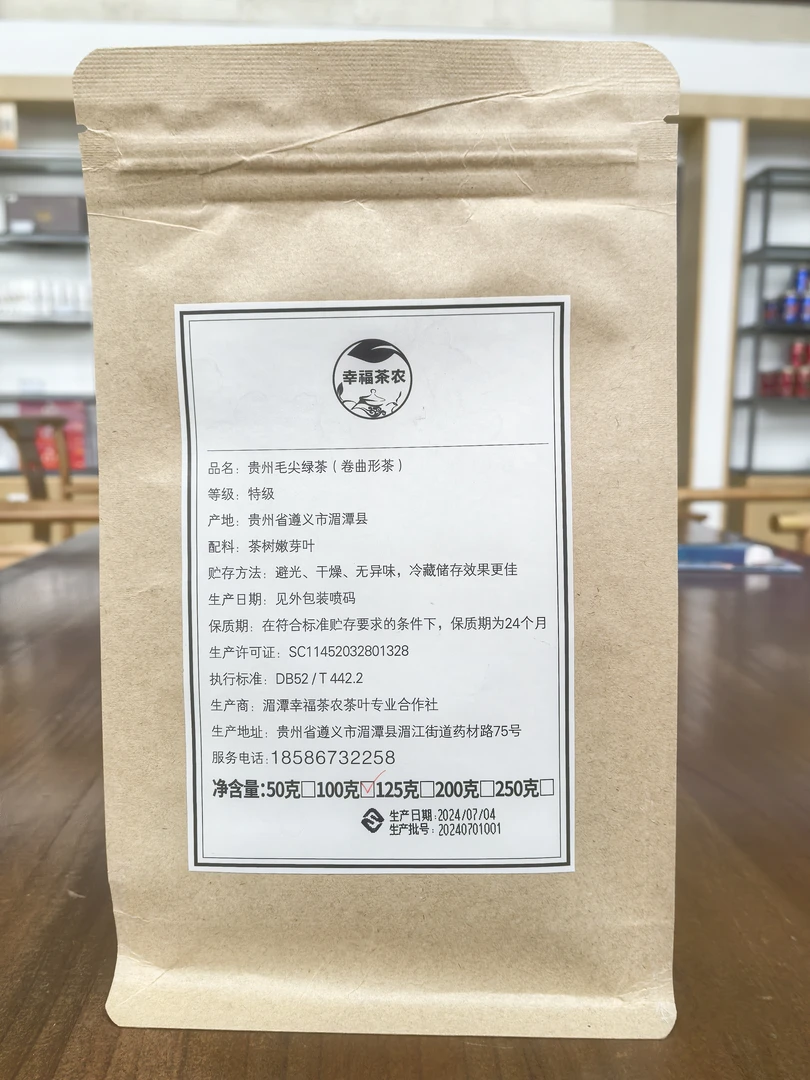 幸福茶农
品名：贵州毛尖绿茶（卷曲形茶）
等级：特级
产地：贵州省遵义市湄潭县
配料：茶树嫩芽叶
贮存方法：避光、干燥、无异味，冷藏储存效果更佳
生产日期：见外包装喷码
保质期：在符合标准贮存要求的条件下，保质期为24个月
生产许可证：SC11452032801328
执行标准：DB52 / T 442.2
生产商：湄潭幸福茶农茶叶专业合作社
生产地址：贵州省遵义市湄潭县湄江街道药材路75号
服务电话:18586732258
净含量:50克□100克☑125克□200克□250克□
生产日期:2024/07/04
生产批号：20240701001